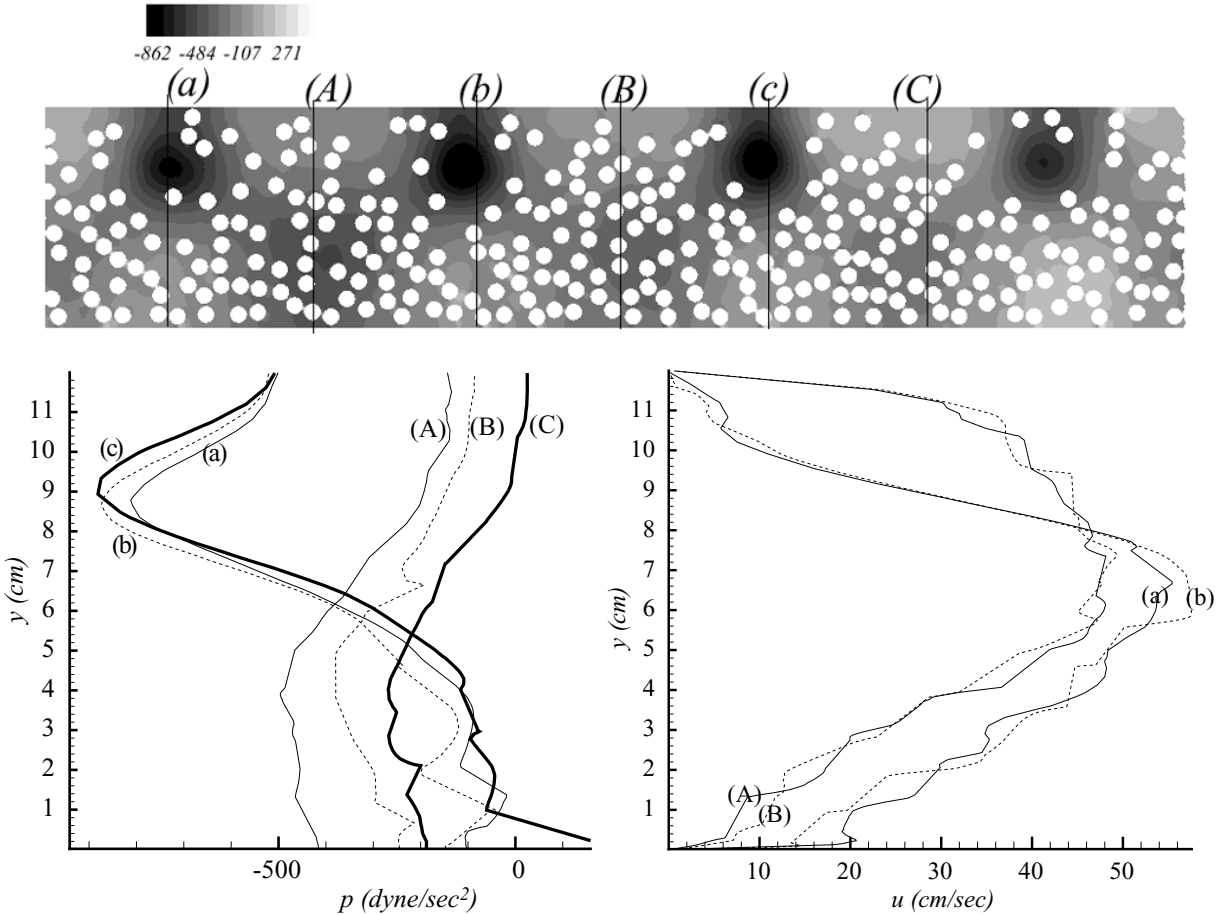 -862 -484 -107 271
(a) (A) (b) (B) (c) (C)
11
10
9
8
7
6
5
4
3
2
1
y (cm)
(c)
(a)
(b)
(A) (B) (C)
-500 0
p (dyne/sec2)
11
10
9
8
7
6
5
4
3
2
1
y (cm)
(a) (b)
(A)
(B)
10 20 30 40 50
u (cm/sec)